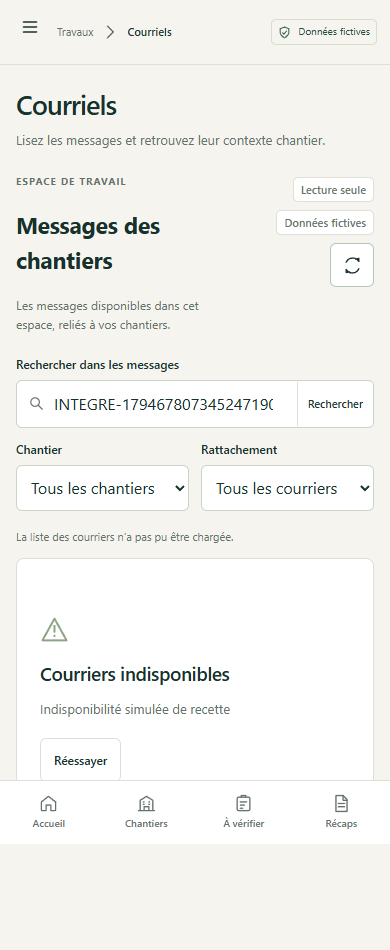 Travaux
Courriels
Données fictives
Courriels
Lisez les messages et retrouvez leur contexte chantier.
ESPACE DE TRAVAIL
Lecture seule
Données fictives
Messages des
chantiers
Les messages disponibles dans cet
espace, reliés à vos chantiers.
Rechercher dans les messages
INTEGRE-179467807345247190
Rechercher
Chantier
Rattachement
Tous les chantiers
Tous les courriers
La liste des courriers n'a pas pu être chargée.
Courriers indisponibles
Indisponibilité simulée de recette
Réessayer
Accueil
Chantiers
À vérifier
Récaps